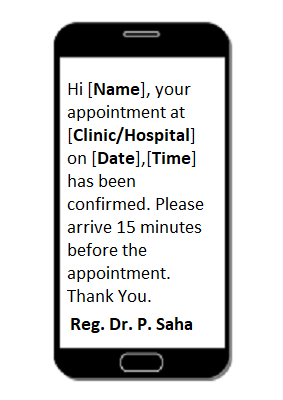 Hi [Name], your
appointment at
[Clinic/Hospital]
on [Date],[Time]
has been
confirmed. Please
arrive 15 minutes
before the
appointment.
Thank You.
Reg. Dr. P. Saha